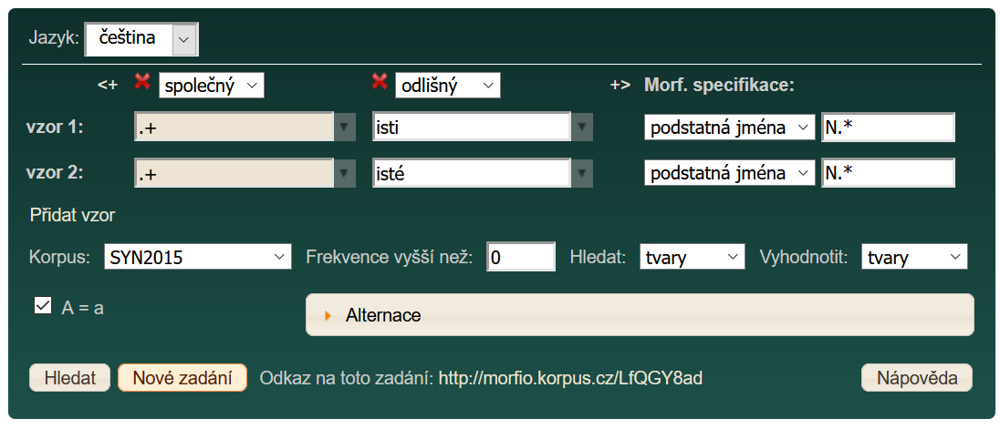 Jazyk: čeština
<+ společný odlišný +> Morf. specifikace:
vzor 1: .+ isti podstatná jména N.*
vzor 2: .+ isté podstatná jména N.*
Přidat vzor
Korpus: SYN2015 Frekvence vyšší než: 0 Hledat: tvary Vyhodnotit: tvary
A = a Alternace
Hledat Nové zadání Odkaz na toto zadání: http://morfio.korpus.cz/LfQGY8ad Nápověda